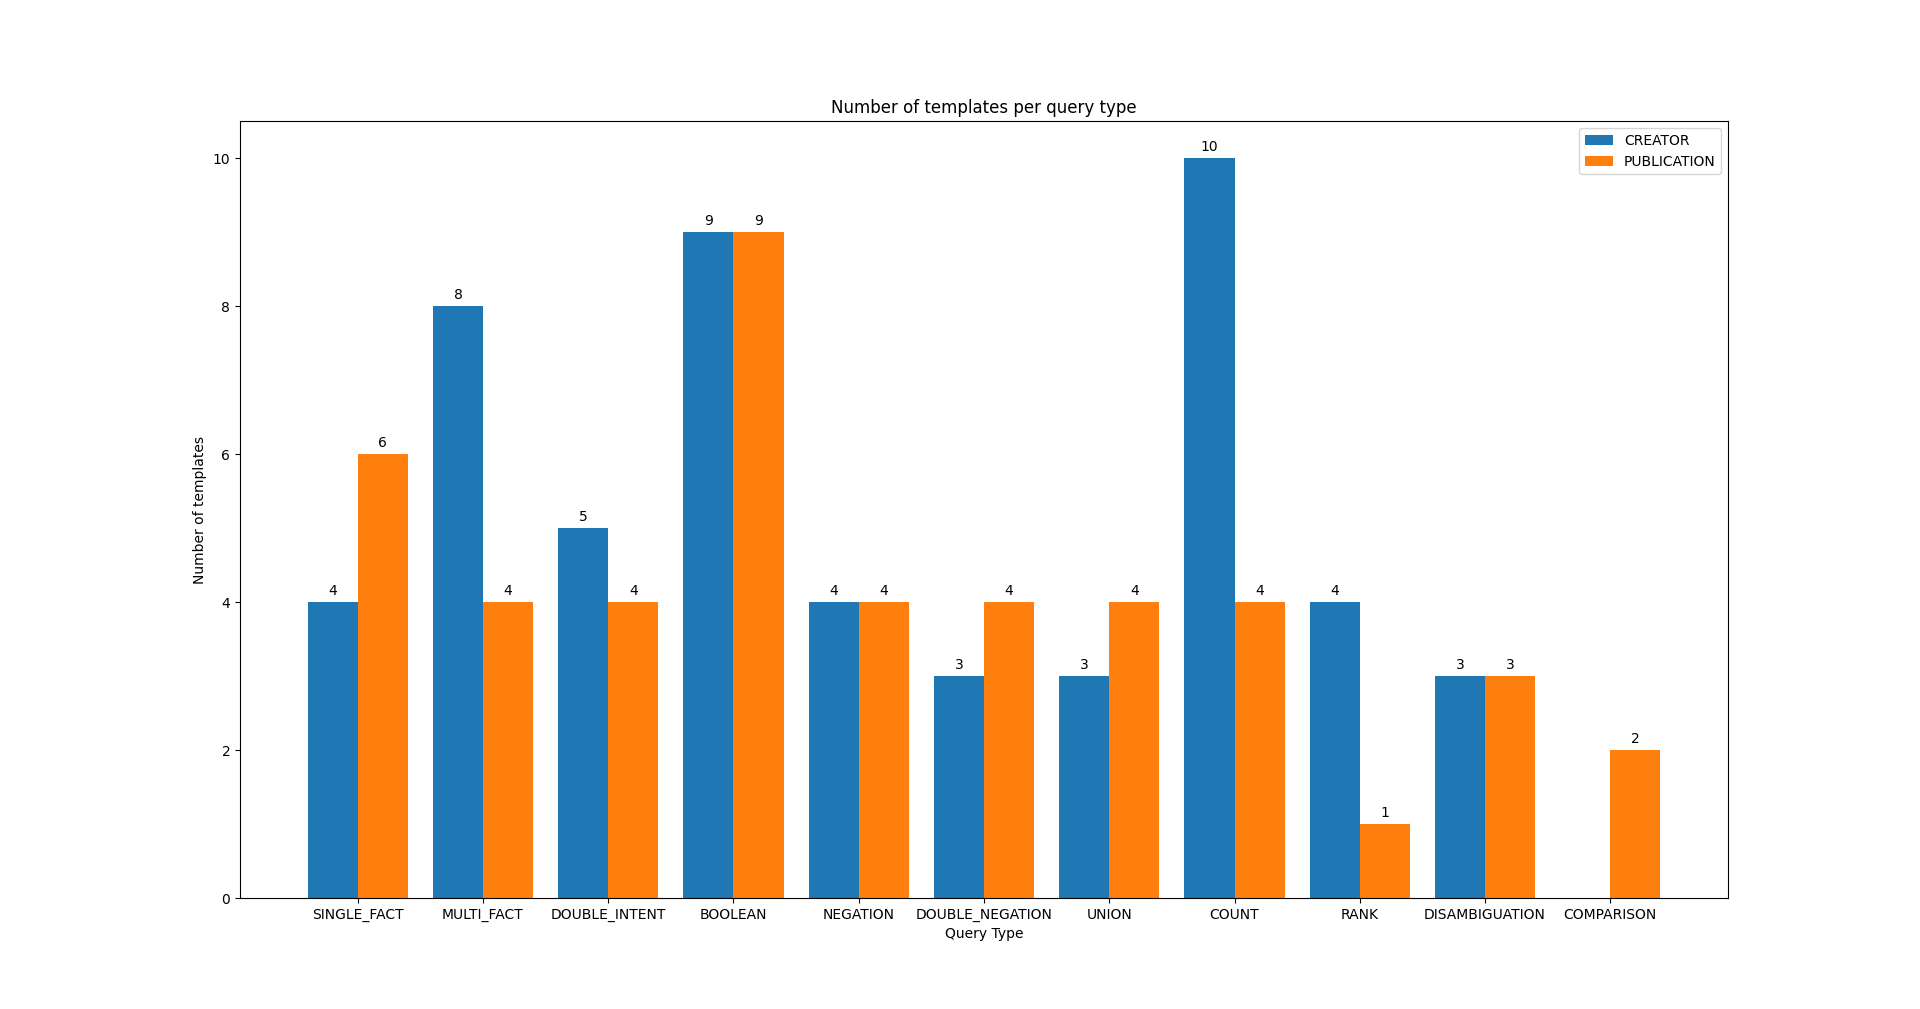 Number of templates per query type
CREATOR
PUBLICATION
Number of templates
10
8
6
4
2
0
4
6
8
4
5
4
9
9
4
4
3
4
3
4
10
4
4
1
3
3
2
SINGLE_FACT
MULTI_FACT
DOUBLE_INTENT
BOOLEAN
NEGATION
DOUBLE_NEGATION
UNION
COUNT
RANK
DISAMBIGUATION
COMPARISON
Query Type